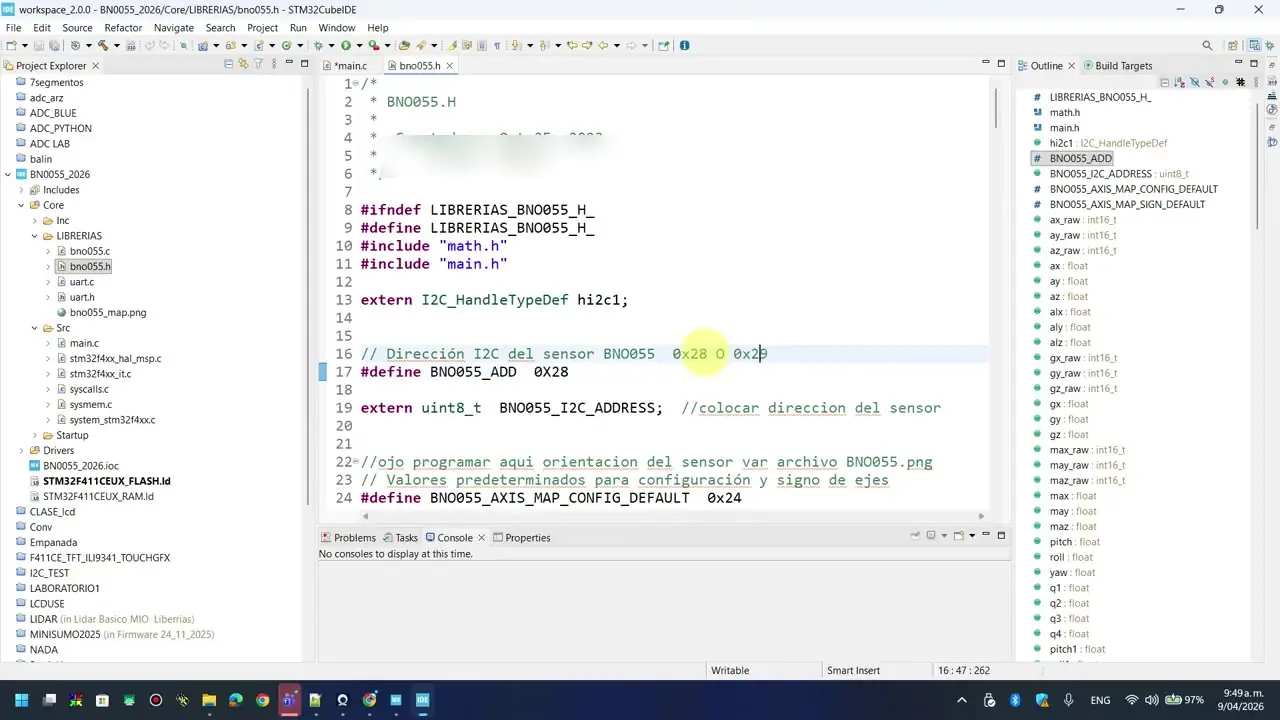 workspace_2.0.0 - BN0055_2026/Core/LIBRERIAS/bno055.h - STM32CubeIDE
File Edit Source Refactor Navigate Search Project Run Window Help
Project Explorer
*main.c
bno055.h
Outline
Build Targets
7segmentos
adc_arz
ADC_BLUE
ADC_PYTHON
ADC LAB
balin
BN0055_2026
Includes
Core
Inc
LIBRERIAS
bno055.c
bno055.h
uart.c
uart.h
bno055_map.png
Src
main.c
stm32f4xx_hal_msp.c
stm32f4xx_it.c
syscalls.c
sysmem.c
system_stm32f4xx.c
Startup
Drivers
BN0055_2026.ioc
STM32F411CEUX_FLASH.ld
STM32F411CEUX_RAM.ld
CLASE_lcd
Conv
Empanada
F411CE_TFT_ILI9341_TOUCHGFX
I2C_TEST
LABORATORIO1
LCDUSE
LIDAR (in Lidar Basico MIO Liberrias)
MINISUMO2025 (in Firmware 24_11_2025)
NADA
1 /*
2 * BNO055.H
3 *
4 *
5 *
6 *
7
8 #ifndef LIBRERIAS_BNO055_H_
9 #define LIBRERIAS_BNO055_H_
10 #include "math.h"
11 #include "main.h"
12
13 extern I2C_HandleTypeDef hi2c1;
14
15
16 // Dirección I2C del sensor BNO055 0x28 O 0x29
17 #define BNO055_ADD 0X28
18
19 extern uint8_t BNO055_I2C_ADDRESS; //colocar direccion del sensor
20
21
22 //ojo programar aqui orientacion del sensor var archivo BNO055.png
23 // Valores predeterminados para configuración y signo de ejes
24 #define BNO055_AXIS_MAP_CONFIG_DEFAULT 0x24
Problems Tasks Console Properties
No consoles to display at this time.
LIBRERIAS_BNO055_H_
math.h
main.h
hi2c1 : I2C_HandleTypeDef
BNO055_ADD
BNO055_I2C_ADDRESS : uint8_t
BNO055_AXIS_MAP_CONFIG_DEFAULT
BNO055_AXIS_MAP_SIGN_DEFAULT
ax_raw : int16_t
ay_raw : int16_t
az_raw : int16_t
ax : float
ay : float
az : float
alx : float
aly : float
alz : float
gx_raw : int16_t
gy_raw : int16_t
gz_raw : int16_t
gx : float
gy : float
gz : float
max_raw : int16_t
may_raw : int16_t
maz_raw : int16_t
max : float
may : float
maz : float
pitch : float
roll : float
yaw : float
q1 : float
q2 : float
q3 : float
q4 : float
pitch1 : float
Writable Smart Insert 16 : 47 : 262
ENG 97% 9:49 a. m.
9/04/2026